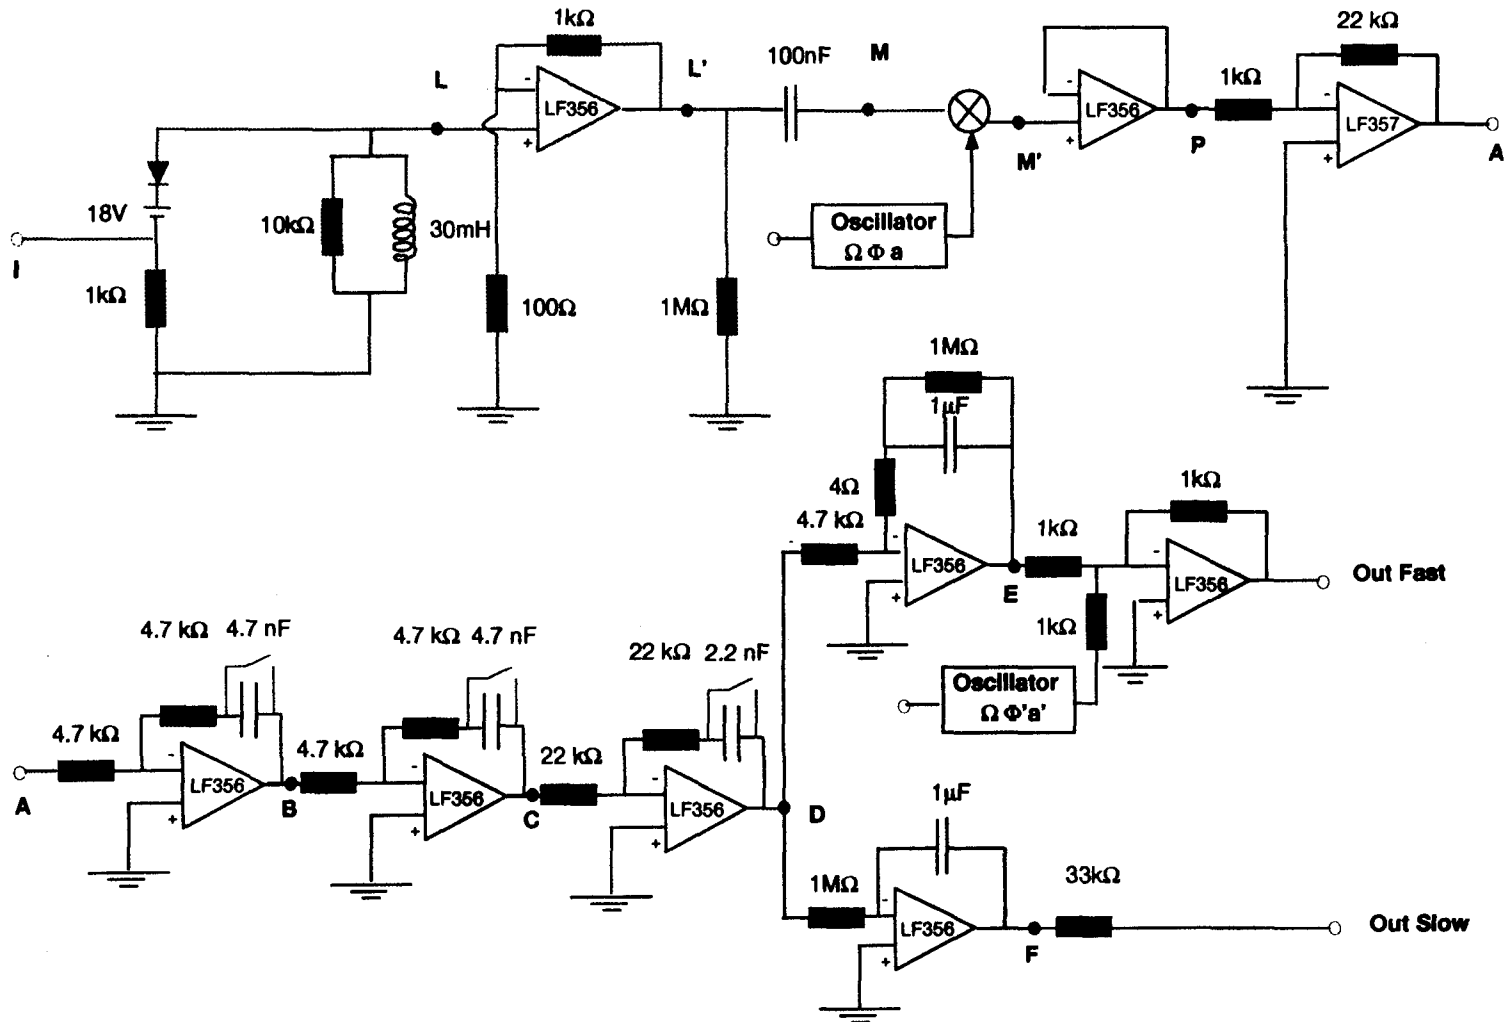 1kΩ
22 kΩ
L
L'
100nF
M
1kΩ
-
LF356
+
-
LF356
+
P
-
LF357
+
A
M'
18V
10kΩ
30mH
Oscillator
Ω Φ a
I
1kΩ
100Ω
1MΩ
1MΩ
1µF
4Ω
4.7 kΩ
1kΩ
1kΩ
-
-
LF356
+
E
-
LF356
+
Out Fast
1kΩ
4.7 kΩ 4.7 nF
4.7 kΩ 4.7 nF
22 kΩ 2.2 nF
Oscillator
Ω Φ'a'
4.7 kΩ
4.7 kΩ
22 kΩ
A
-
LF356
+
B
-
LF356
+
C
-
LF356
+
D
1µF
1MΩ
33kΩ
-
LF356
+
F
Out Slow